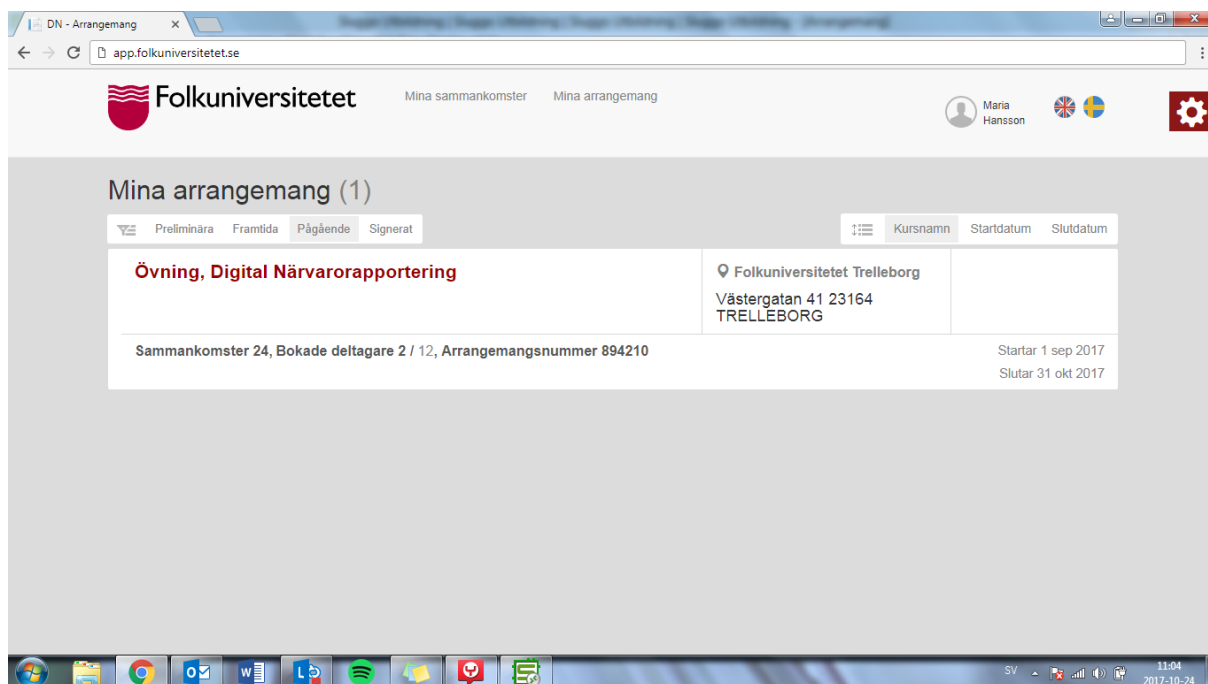 DN - Arrangemang
app.folkuniversitetet.se
Folkuniversitetet
Mina sammankomster Mina arrangemang
Maria
Hansson
Mina arrangemang (1)
Preliminära Framtida Pågående Signerat
Kursnamn Startdatum Slutdatum
Övning, Digital Närvarorapportering
Folkuniversitetet Trelleborg
Västergatan 41 23164
TRELLEBORG
Sammankomster 24, Bokade deltagare 2 / 12, Arrangemangsnummer 894210
Startar 1 sep 2017
Slutar 31 okt 2017
SV
11:04
2017-10-24